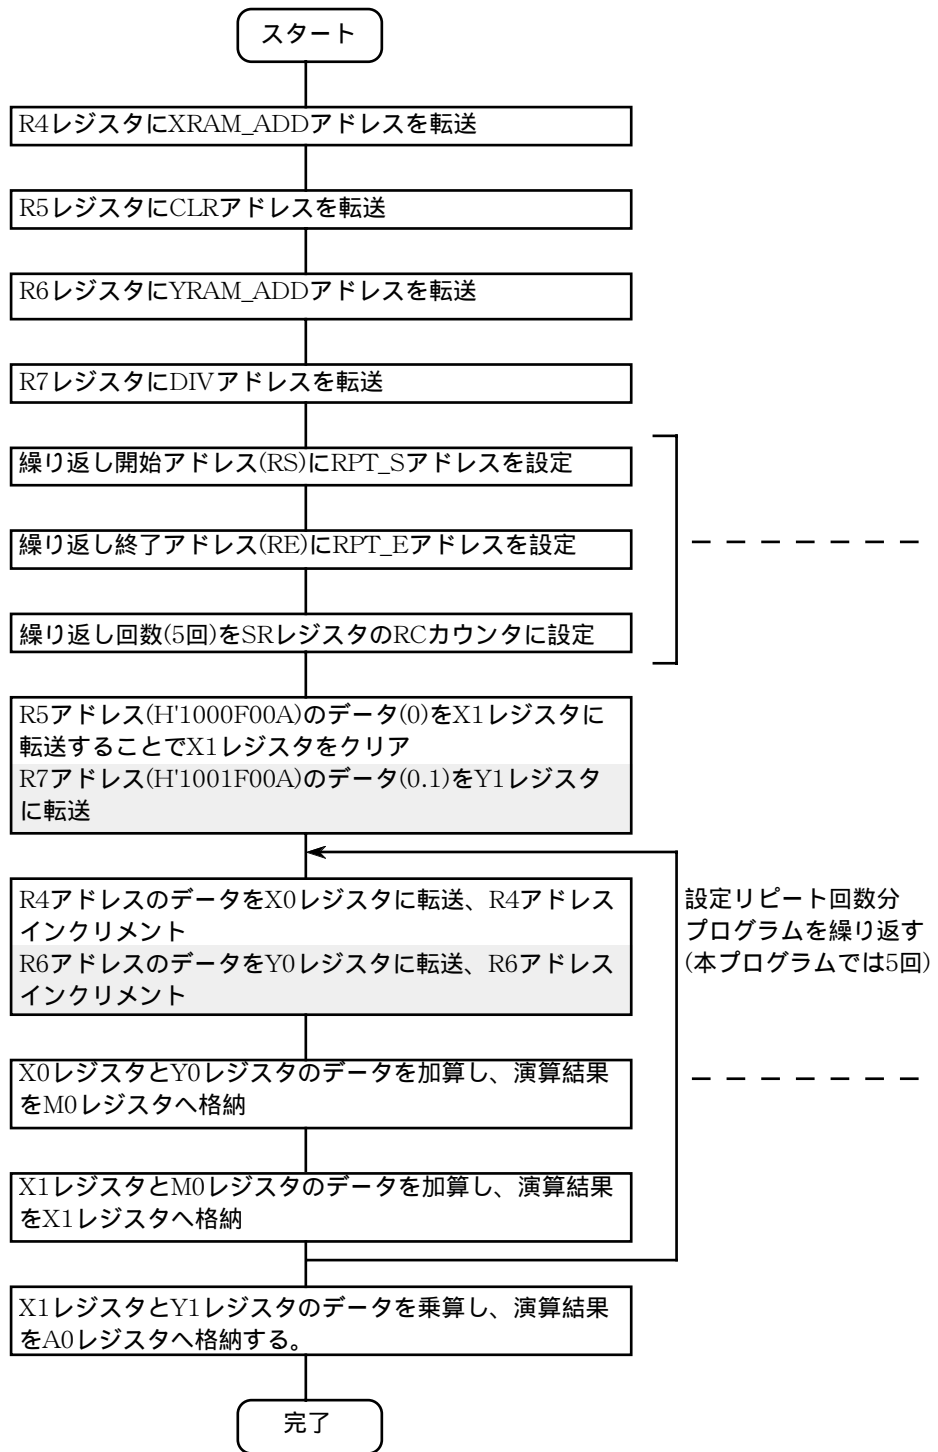 スタート
R4レジスタにXRAM_ADDアドレスを転送
R5レジスタにCLRアドレスを転送
R6レジスタにYRAM_ADDアドレスを転送
R7レジスタにDIVアドレスを転送
繰り返し開始アドレス(RS)にRPT_Sアドレスを設定
繰り返し終了アドレス(RE)にRPT_Eアドレスを設定
繰り返し回数(5回)をSRレジスタのRCカウンタに設定
R5アドレス(H'1000F00A)のデータ(0)をX1レジスタに
転送することでX1レジスタをクリア
R7アドレス(H'1001F00A)のデータ(0.1)をY1レジスタ
に転送
R4アドレスのデータをX0レジスタに転送、R4アドレス
インクリメント
R6アドレスのデータをY0レジスタに転送、R6アドレス
インクリメント
設定リピート回数分
プログラムを繰り返す
(本プログラムでは5回)
X0レジスタとY0レジスタのデータを加算し、演算結果
をM0レジスタへ格納
X1レジスタとM0レジスタのデータを加算し、演算結果
をX1レジスタへ格納
X1レジスタとY1レジスタのデータを乗算し、演算結果
をA0レジスタへ格納する。
完了